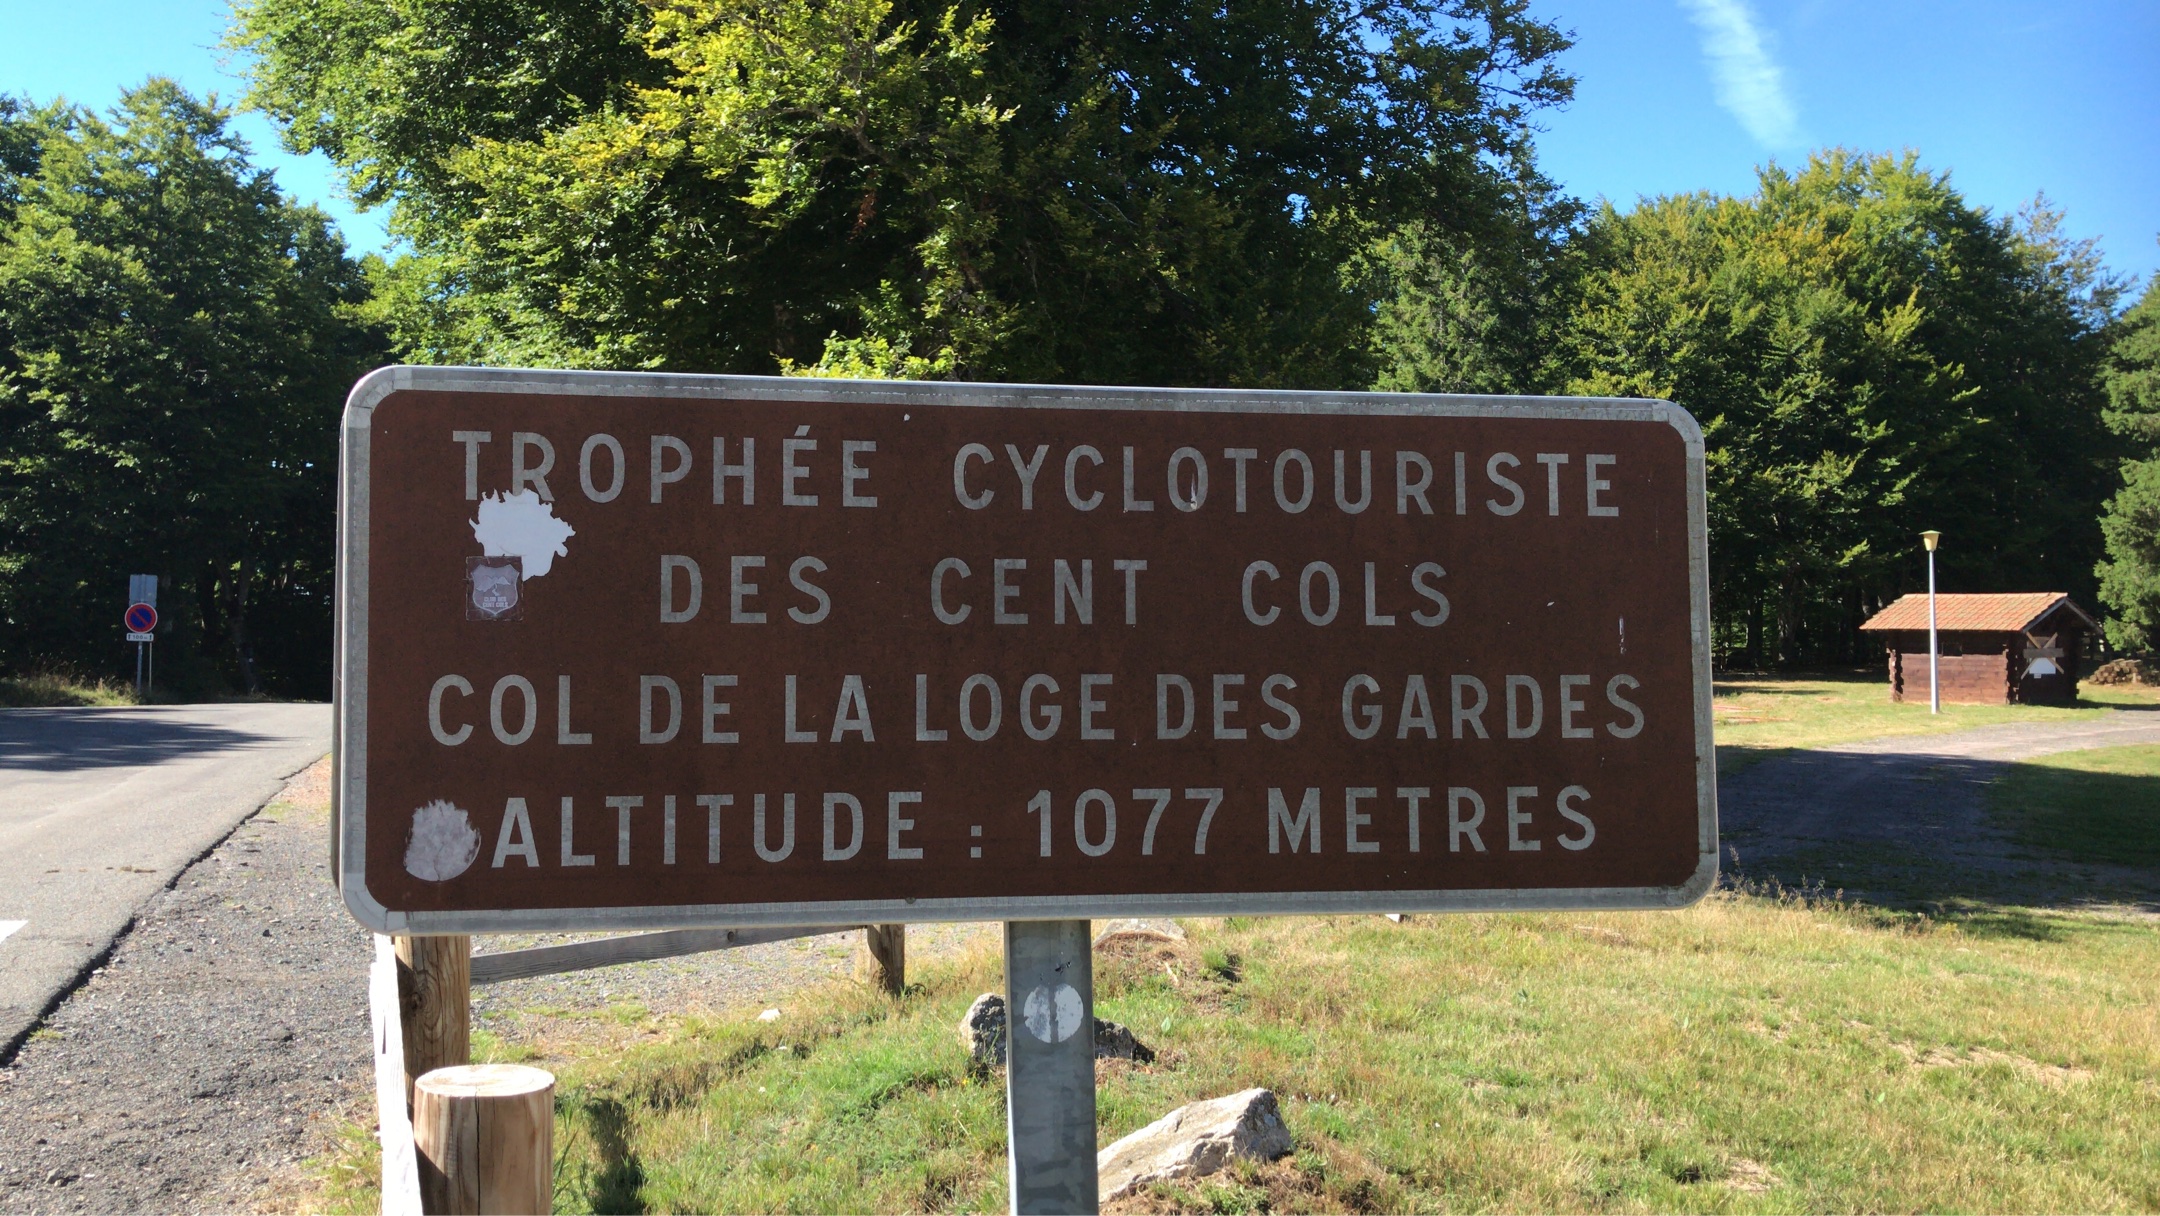 TROPHÉE CYCLOTOURISTE
DES CENT COLS
COL DE LA LOGE DES GARDES
ALTITUDE : 1077 METRES